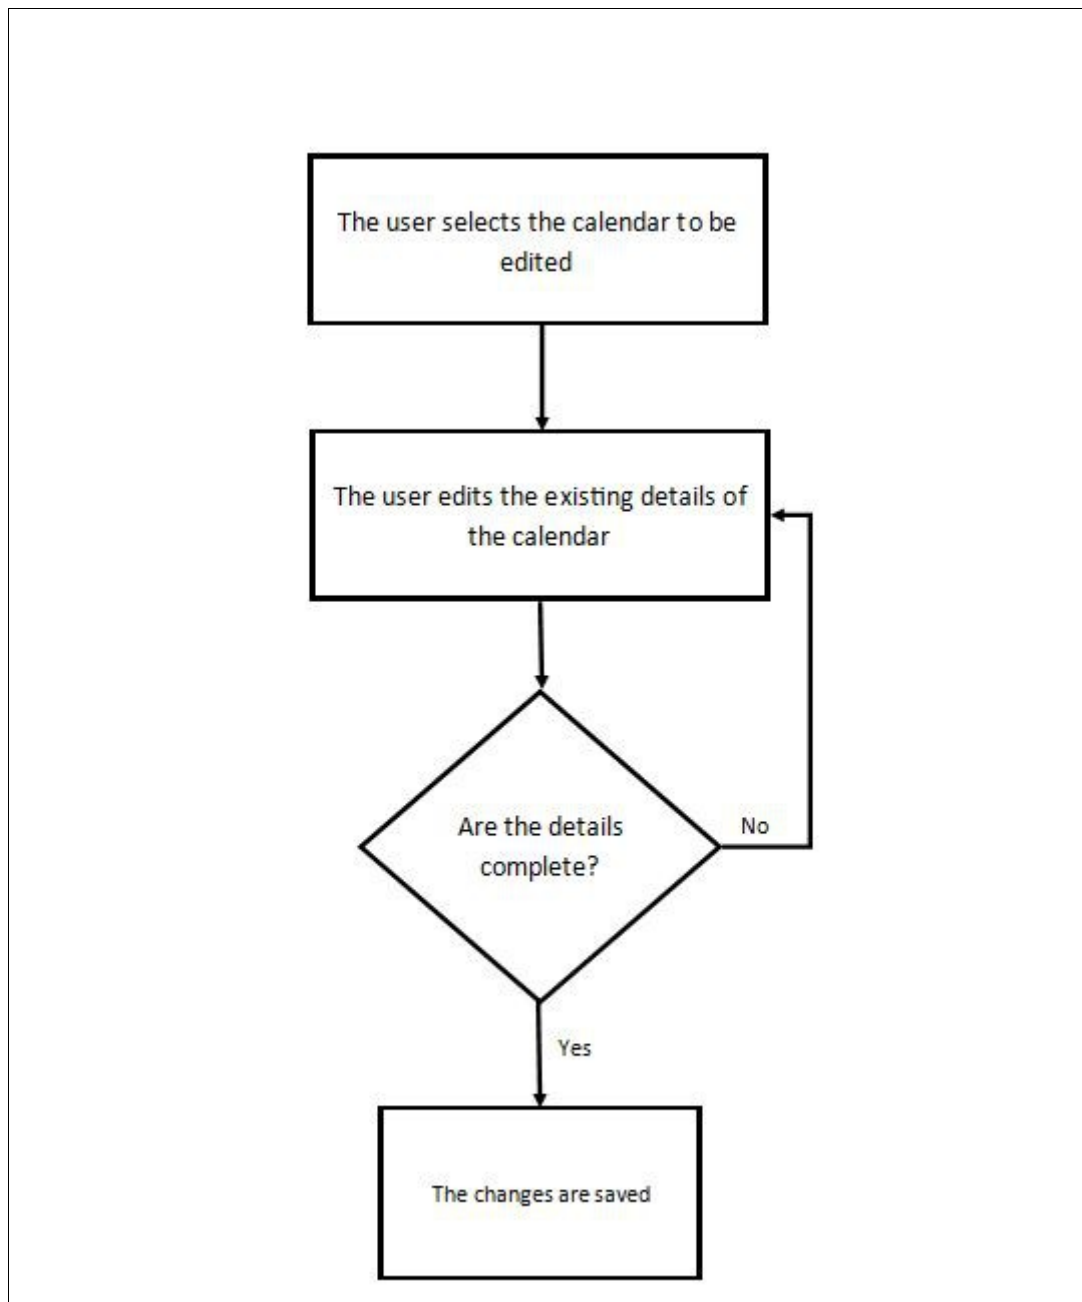 The user selects the calendar to be
edited
The user edits the existing details of
the calendar
Are the details
complete?
No
Yes
The changes are saved